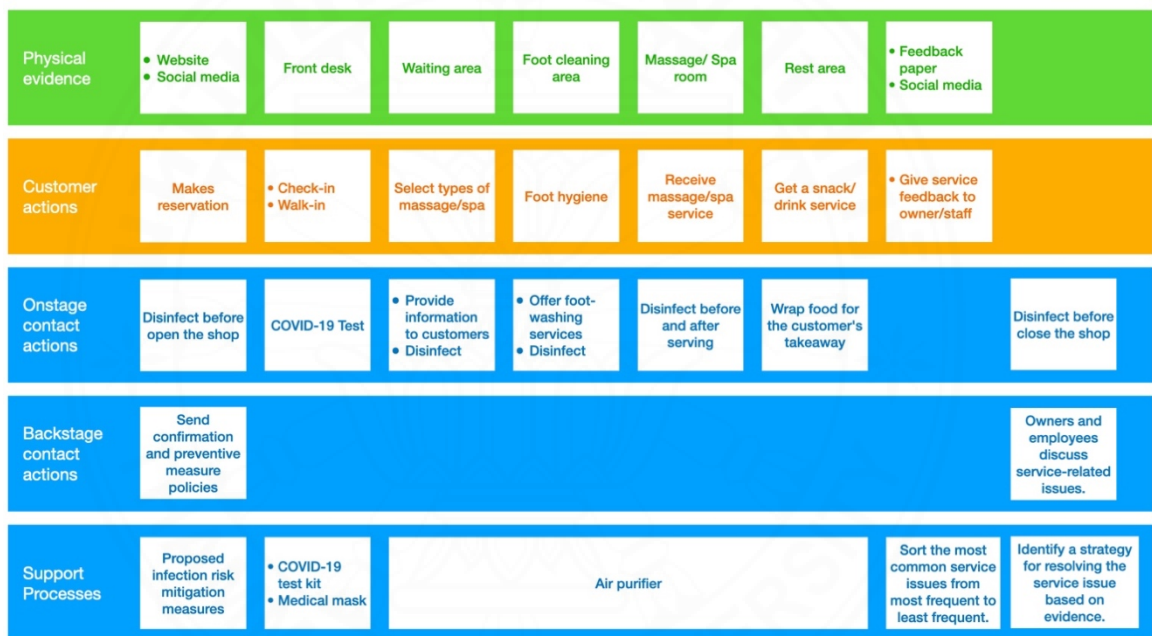 Physical
evidence
• Website
• Social media
Front desk
Waiting area
Foot cleaning
area
Massage/ Spa
room
Rest area
• Feedback
paper
• Social media
Customer
actions
Makes
reservation
• Check-in
• Walk-in
Select types of
massage/spa
Foot hygiene
Receive
massage/spa
service
Get a snack/
drink service
• Give service
feedback to
owner/staff
Onstage
contact
actions
Disinfect before
open the shop
COVID-19 Test
• Provide
information
to customers
• Disinfect
• Offer foot-
washing
services
• Disinfect
Disinfect before
and after
serving
Wrap food for
the customer's
takeaway
Disinfect before
close the shop
Backstage
contact
actions
Send
confirmation
and preventive
measure
policies
Owners and
employees
discuss
service-related
issues.
Support
Processes
Proposed
infection risk
mitigation
measures
• COVID-19
test kit
• Medical mask
Air purifier
Sort the most
common service
issues from
most frequent to
least frequent.
Identify a strategy
for resolving the
service issue
based on
evidence.